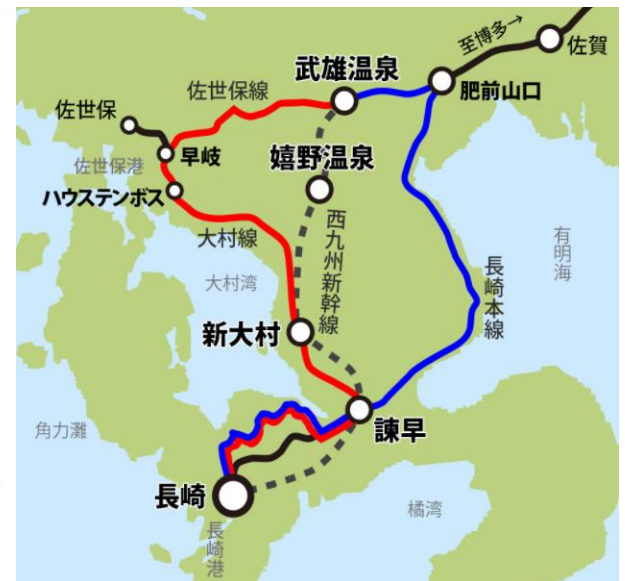 至博多→
佐賀
武雄温泉
肥前山口
佐世保線
佐世保
早岐
佐世保港
嬉野温泉
ハウステンボス
西九州新幹線
大村線
有明海
長崎本線
大村湾
新大村
角力灘
諫早
長崎
橘湾
長崎港